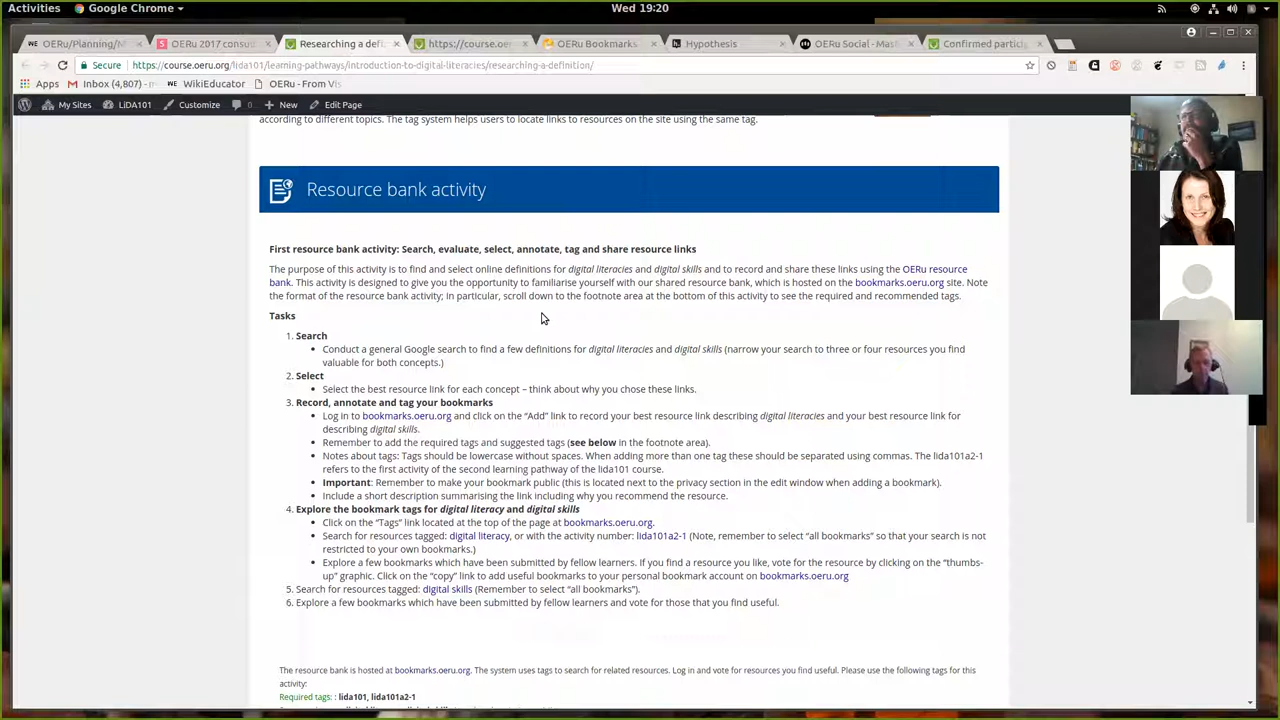 Activities
Google Chrome
Wed 19:20
OERu/Planning/M
OERu 2017 consu
Researching a defi
https://course.oe
OERu Bookmarks
Hypothesis
OERu Social - Mast
Confirmed partici
Secure https://course.oeru.org/lida101/learning-pathways/introduction-to-digital-literacies/researching-a-definition/
Apps Inbox (4,807) - m WikiEducator OERu - From Vis
My Sites LiDA101 Customize 0 New Edit Page
according to different topics. The tag system helps users to locate links to resources on the site using the same tag.
Resource bank activity
First resource bank activity: Search, evaluate, select, annotate, tag and share resource links
The purpose of this activity is to find and select online definitions for digital literacies and digital skills and to record and share these links using the OERu resource
bank. This activity is designed to give you the opportunity to familiarise yourself with our shared resource bank, which is hosted on the bookmarks.oeru.org site. Note
the format of the resource bank activity; in particular, scroll down to the footnote area at the bottom of this activity to see the required and recommended tags.
Tasks
1. Search
• Conduct a general Google search to find a few definitions for digital literacies and digital skills (narrow your search to three or four resources you find
valuable for both concepts.)
2. Select
• Select the best resource link for each concept – think about why you chose these links.
3. Record, annotate and tag your bookmarks
• Log in to bookmarks.oeru.org and click on the “Add” link to record your best resource link describing digital literacies and your best resource link for
describing digital skills.
• Remember to add the required tags and suggested tags (see below in the footnote area).
• Notes about tags: Tags should be lowercase without spaces. When adding more than one tag these should be separated using commas. The lida101a2-1
refers to the first activity of the second learning pathway of the lida101 course.
• Important: Remember to make your bookmark public (this is located next to the privacy section in the edit window when adding a bookmark).
• Include a short description summarising the link including why you recommend the resource.
4. Explore the bookmark tags for digital literacy and digital skills
• Click on the “Tags” link located at the top of the page at bookmarks.oeru.org.
• Search for resources tagged: digital literacy, or with the activity number: lida101a2-1 (Note, remember to select “all bookmarks” so that your search is not
restricted to your own bookmarks.)
• Explore a few bookmarks which have been submitted by fellow learners. If you find a resource you like, vote for the resource by clicking on the “thumbs-
up” graphic. Click on the “copy” link to add useful bookmarks to your personal bookmark account on bookmarks.oeru.org
5. Search for resources tagged: digital skills (Remember to select “all bookmarks”).
6. Explore a few bookmarks which have been submitted by fellow learners and vote for those that you find useful.
The resource bank is hosted at bookmarks.oeru.org. The system uses tags to search for related resources. Log in and vote for resources you find useful. Please use the following tags for this
activity:
Required tags: : lida101, lida101a2-1